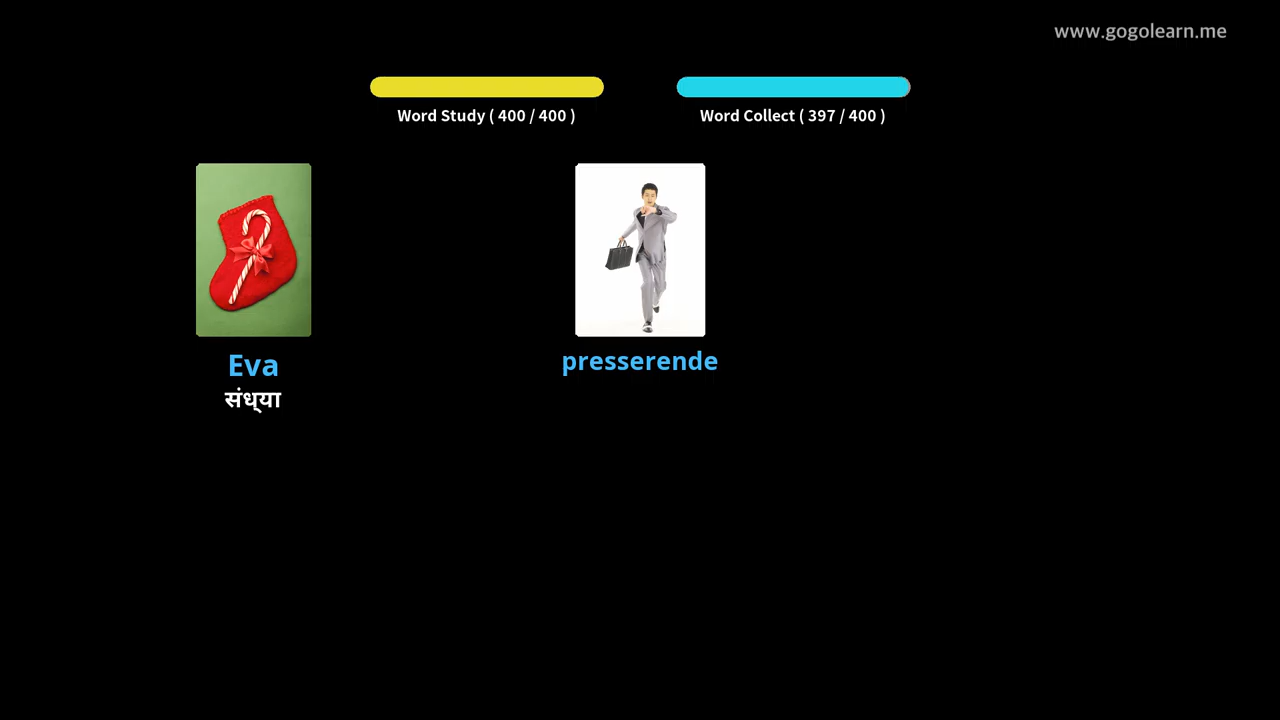 www.gogolearn.me
Word Study ( 400 / 400 )
Word Collect ( 397 / 400 )
Eva
संध्या
presserende